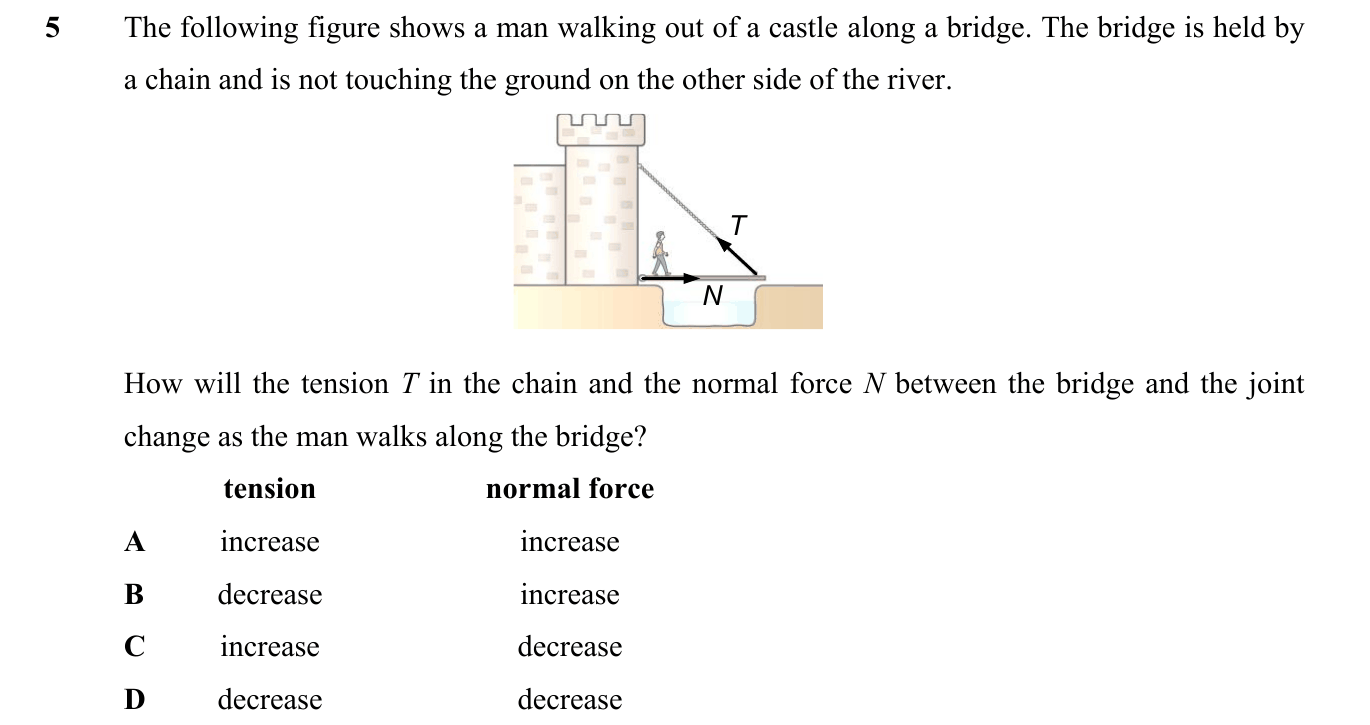 5 The following figure shows a man walking out of a castle along a bridge. The bridge is held by
a chain and is not touching the ground on the other side of the river.
T
N
How will the tension T in the chain and the normal force N between the bridge and the joint
change as the man walks along the bridge?
tension normal force
A increase increase
B decrease increase
C increase decrease
D decrease decrease